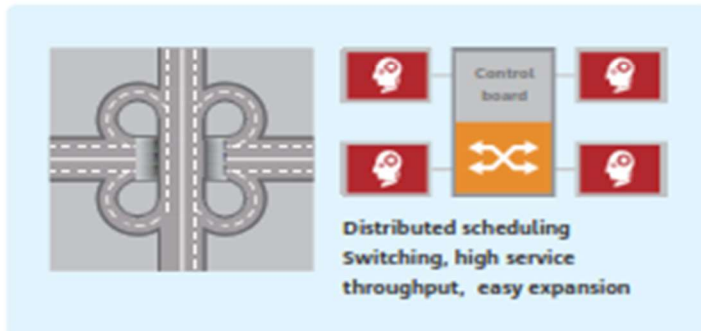 Control
board
Distributed scheduling
Switching, high service
throughput, easy expansion